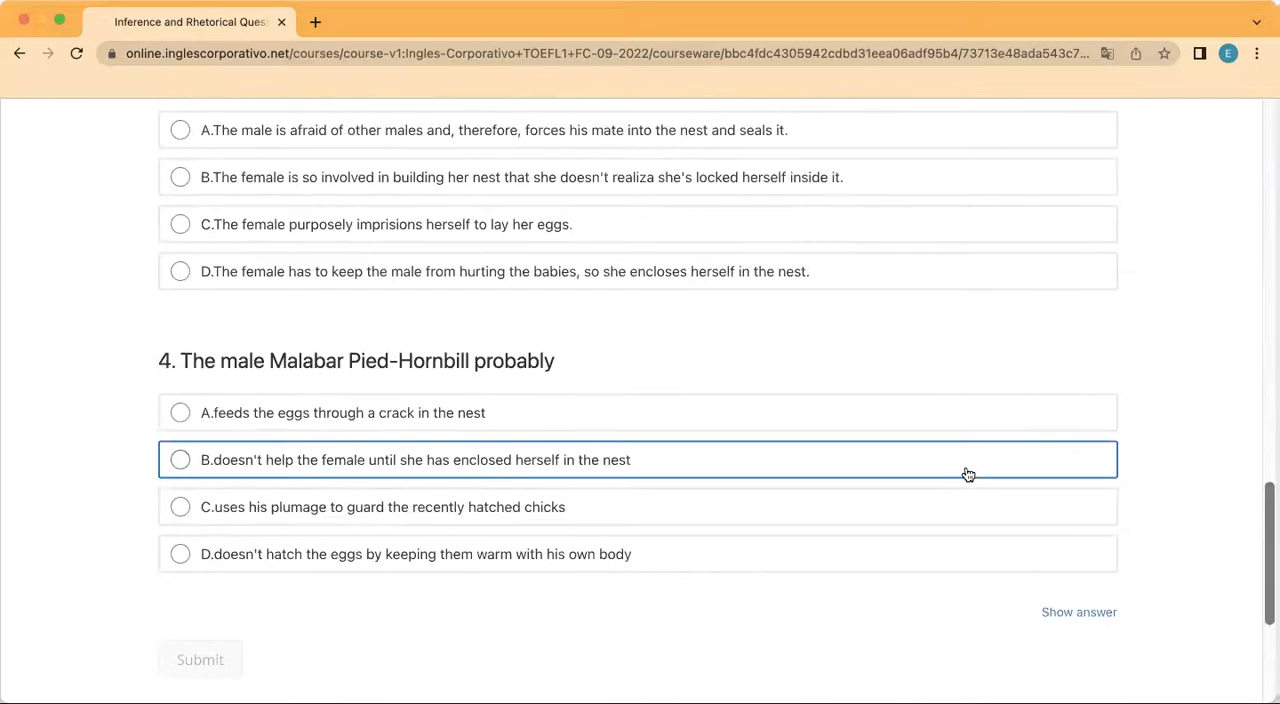 Inference and Rhetorical Ques
online.inglescorporativo.net/courses/course-v1:Ingles-Corporativo+TOEFL1+FC-09-2022/courseware/bbc4fdc4305942cdbd31eea06adf95b4/73713e48ada543c7...
E
A.The male is afraid of other males and, therefore, forces his mate into the nest and seals it.
B.The female is so involved in building her nest that she doesn't realiza she's locked herself inside it.
C.The female purposely imprisions herself to lay her eggs.
D.The female has to keep the male from hurting the babies, so she encloses herself in the nest.
4. The male Malabar Pied-Hornbill probably
A.feeds the eggs through a crack in the nest
B.doesn't help the female until she has enclosed herself in the nest
C.uses his plumage to guard the recently hatched chicks
D.doesn't hatch the eggs by keeping them warm with his own body
Show answer
Submit